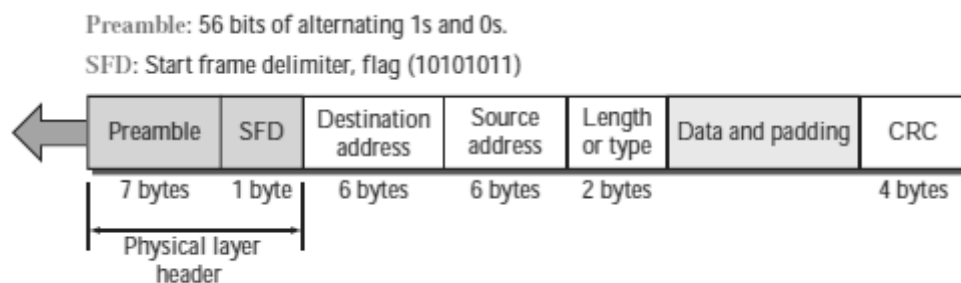 Preamble: 56 bits of alternating 1s and 0s.
SFD: Start frame delimiter, flag (10101011)
Preamble SFD Destination address Source address Length or type Data and padding CRC
7 bytes 1 byte 6 bytes 6 bytes 2 bytes 4 bytes
Physical layer
header